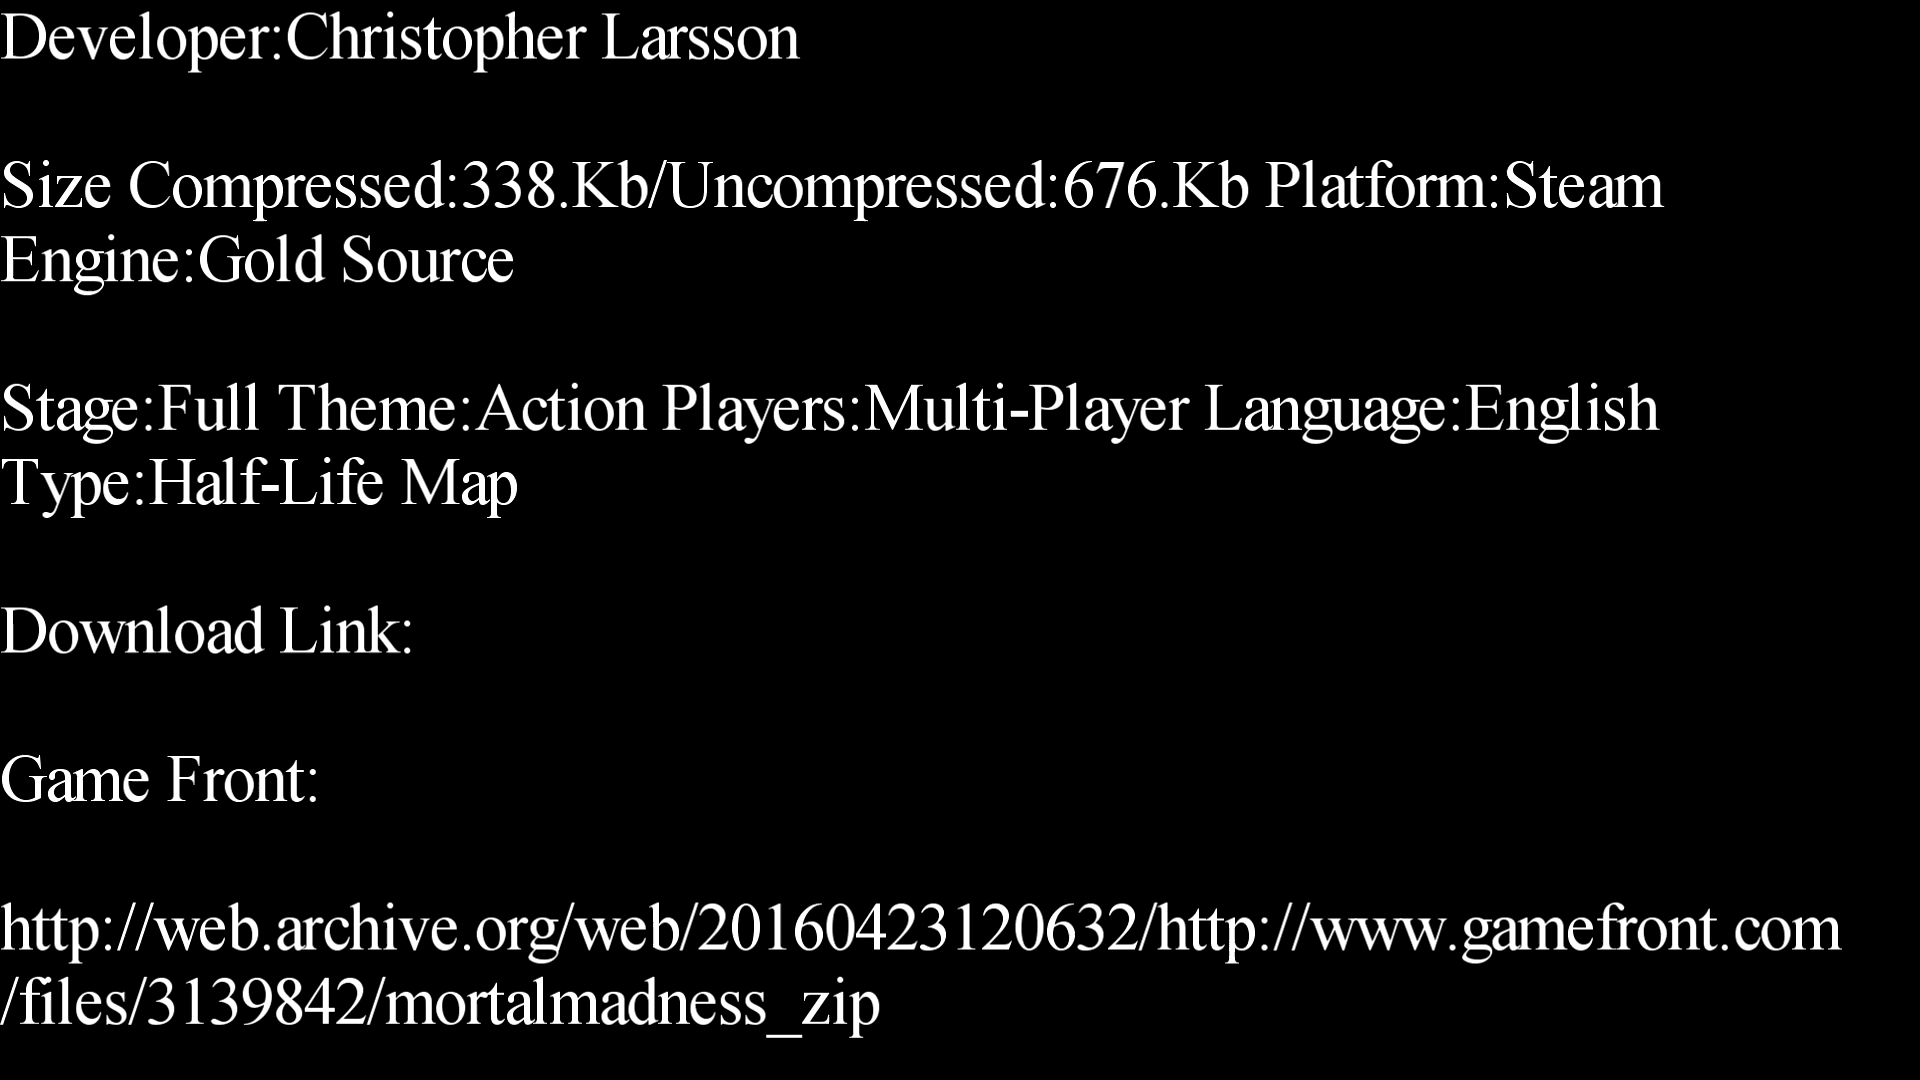 Developer:Christopher Larsson
Size Compressed:338.Kb/Uncompressed:676.Kb Platform:Steam
Engine:Gold Source
Stage:Full Theme:Action Players:Multi-Player Language:English
Type:Half-Life Map
Download Link:
Game Front:
http://web.archive.org/web/20160423120632/http://www.gamefront.com
/files/3139842/mortalmadness_zip